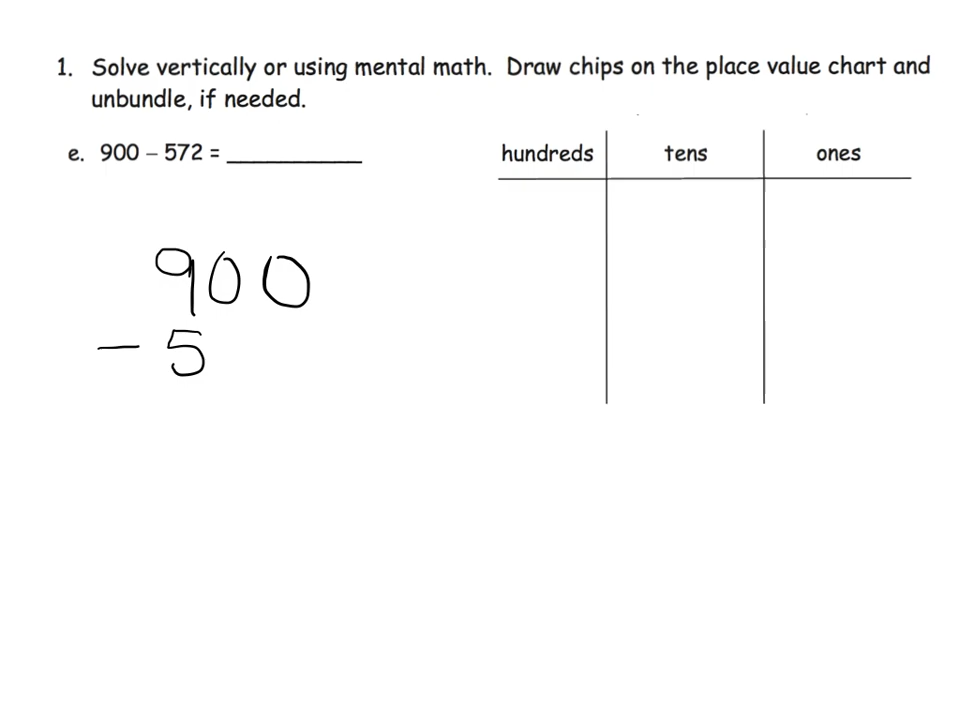 1. Solve vertically or using mental math. Draw chips on the place value chart and
unbundle, if needed.
e. 900 – 572 = ___________
hundreds tens ones
900
– 5